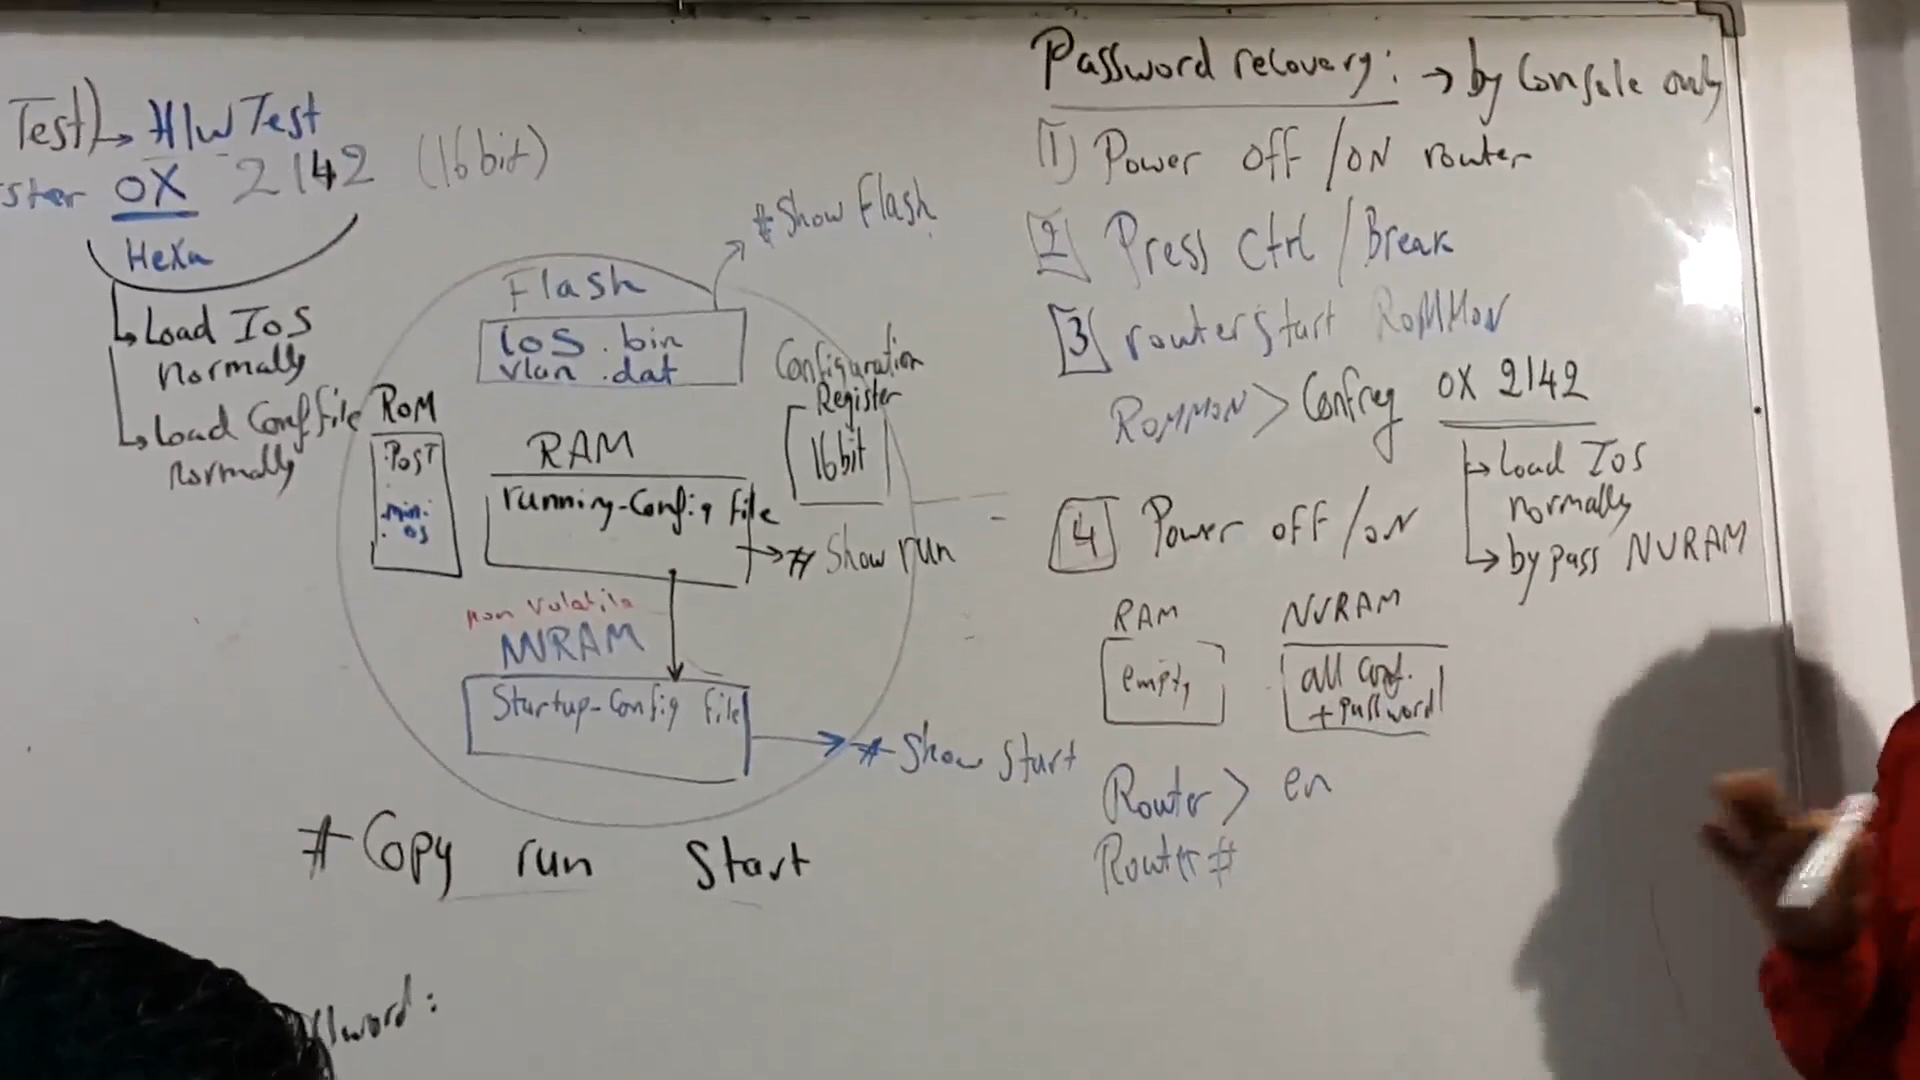 Test) → H/W Test
ster 0X 2142 (16 bit)
Hexa
Load IoS
normally
Load Conf file
normally
# Show Flash
Flash
IoS .bin
vlan .dat
Configuration
Register
16bit
ROM
POST
mini
os
RAM
running-Config file
→ # Show run
non Volatile
NVRAM
Startup-Config file
→ # Show Start
# Copy run Start
word:
Password recovery: → by Console only
1 Power off / ON router
2 Press Ctrl / Break
3 router start RoMMoN
RoMMoN > Confreg 0X 2142
Load IoS
normally
by pass NVRAM
4 Power off / oN
RAM
empty
NVRAM
all conf.
+ password
Router > en
Router #